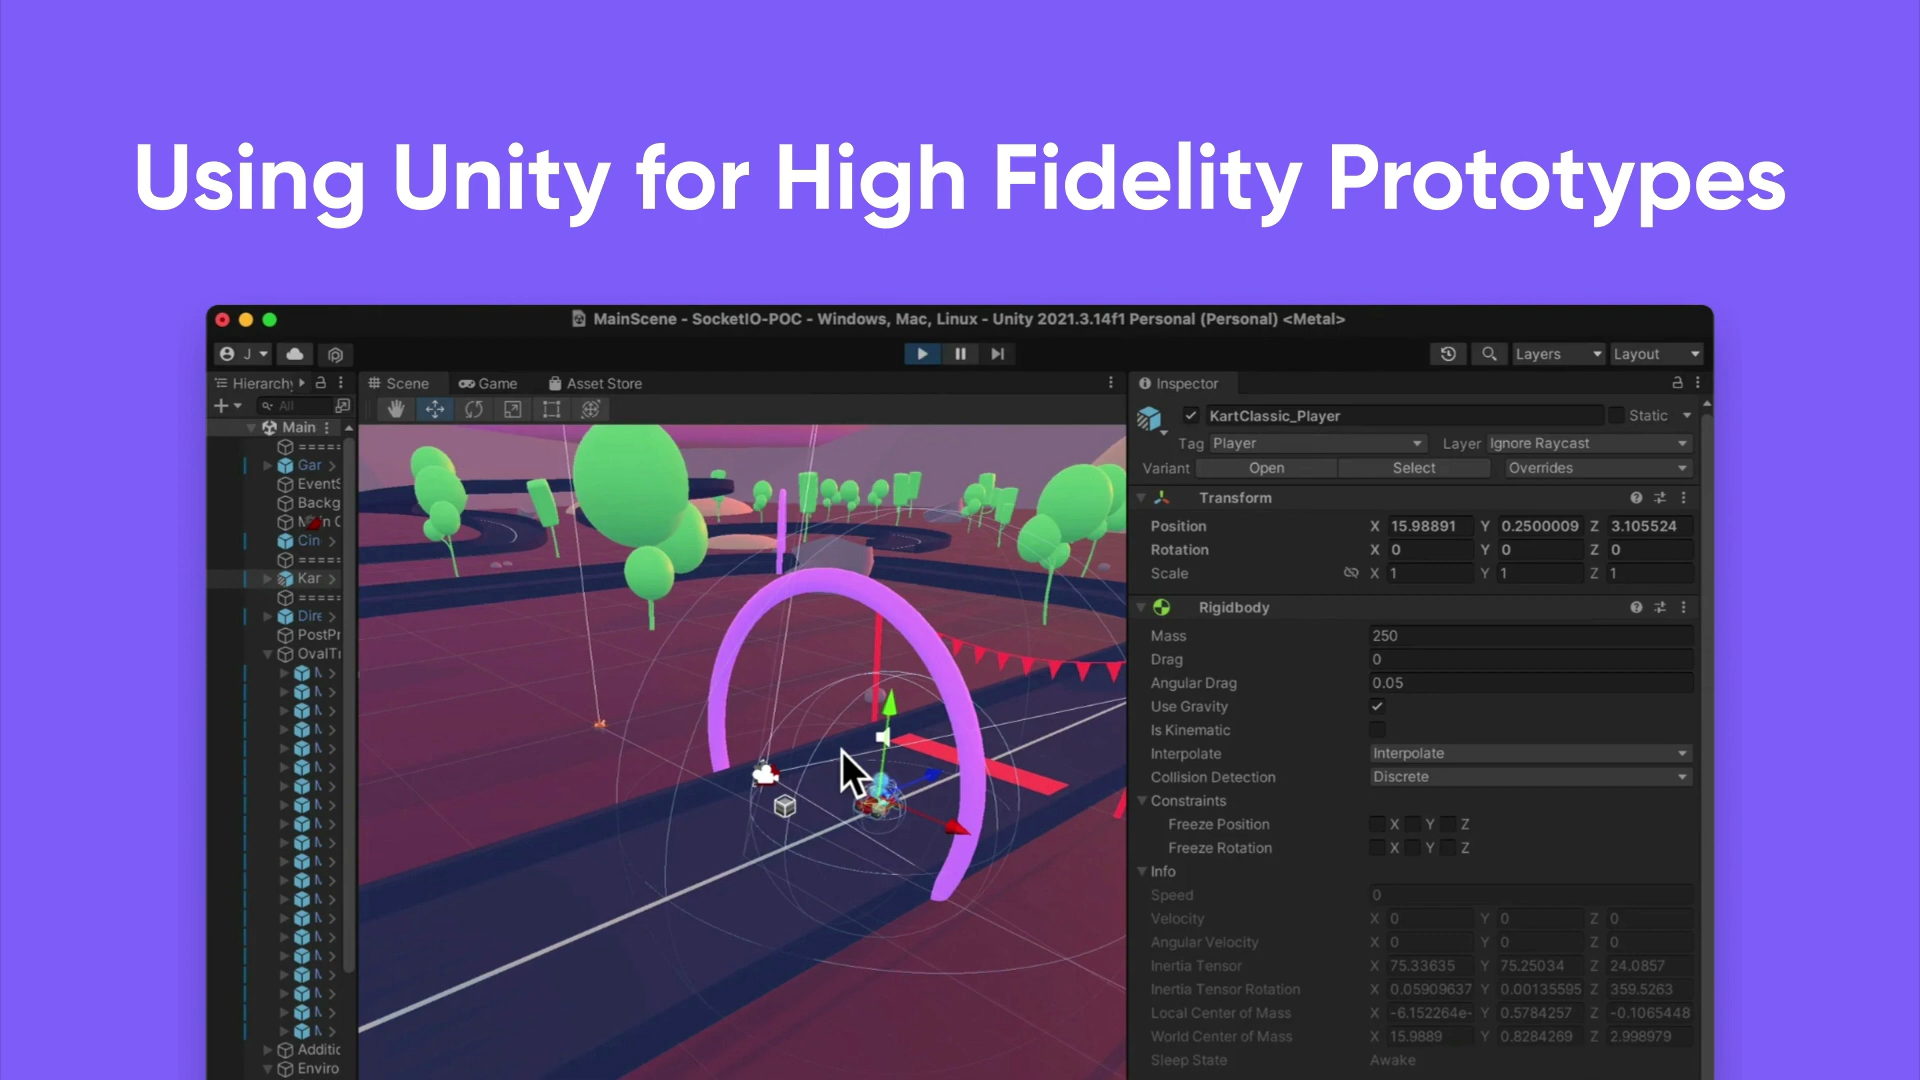 Using Unity for High Fidelity Prototypes
MainScene - SocketIO-POC - Windows, Mac, Linux - Unity 2021.3.14f1 Personal (Personal) <Metal>
J
Layers
Layout
Hierarchy
Scene
Game
Asset Store
Inspector
All
KartClassic_Player
Static
Tag Player
Layer Ignore Raycast
Variant Open Select Overrides
Main
=====
Gar
EventS
Backg
Main C
Cin
=====
Kar
=====
Dire
PostPr
OvalTr
Additic
Enviro
Transform
Position X 15.98891 Y 0.2500009 Z 3.105524
Rotation X 0 Y 0 Z 0
Scale X 1 Y 1 Z 1
Rigidbody
Mass 250
Drag 0
Angular Drag 0.05
Use Gravity
Is Kinematic
Interpolate Interpolate
Collision Detection Discrete
Constraints
Freeze Position X Y Z
Freeze Rotation X Y Z
Info
Speed 0
Velocity X 0 Y 0 Z 0
Angular Velocity X 0 Y 0 Z 0
Inertia Tensor X 75.33635 Y 75.25034 Z 24.0857
Inertia Tensor Rotation X 0.05909637 Y 0.00135595 Z 359.5263
Local Center of Mass X -6.152264e- Y 0.5784257 Z -0.1065448
World Center of Mass X 15.9889 Y 0.8284269 Z 2.998979
Sleep State Awake